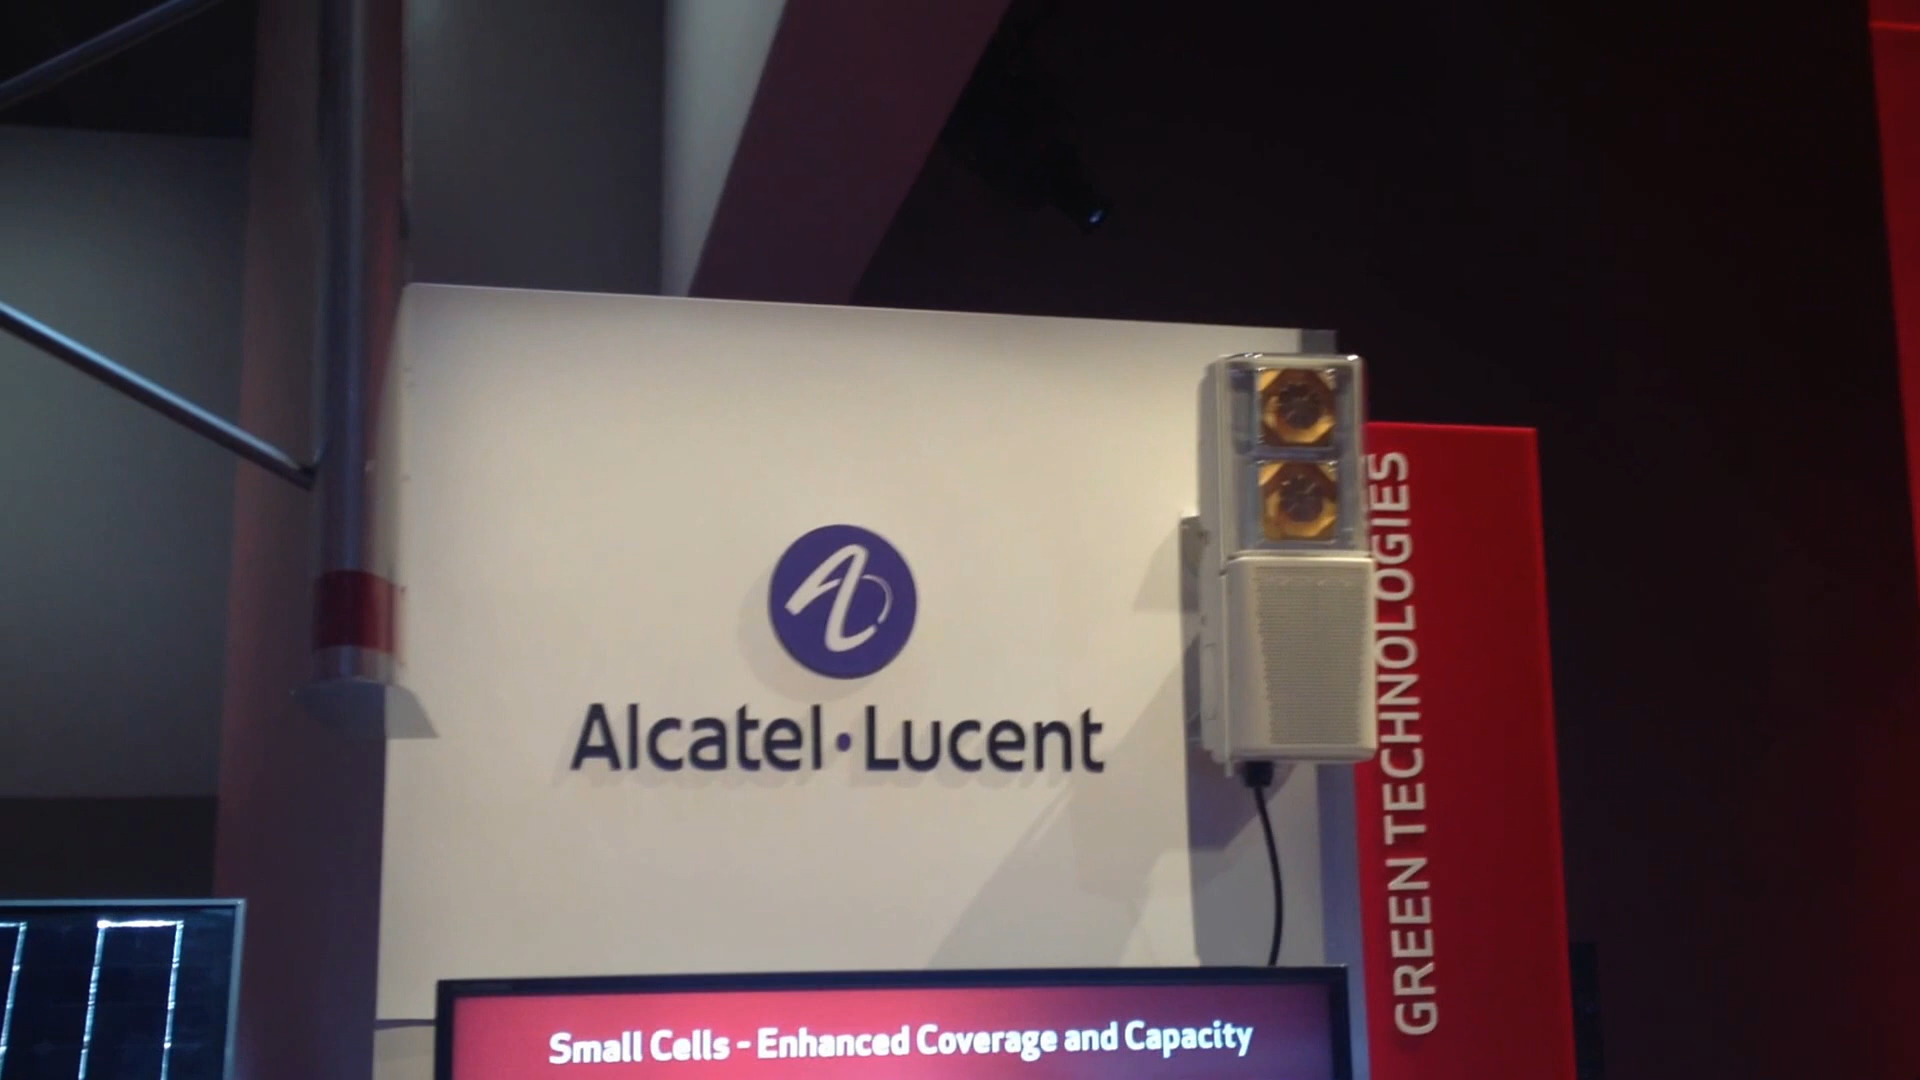 Alcatel·Lucent
GREEN TECHNOLOGIES
Small Cells - Enhanced Coverage and Capacity